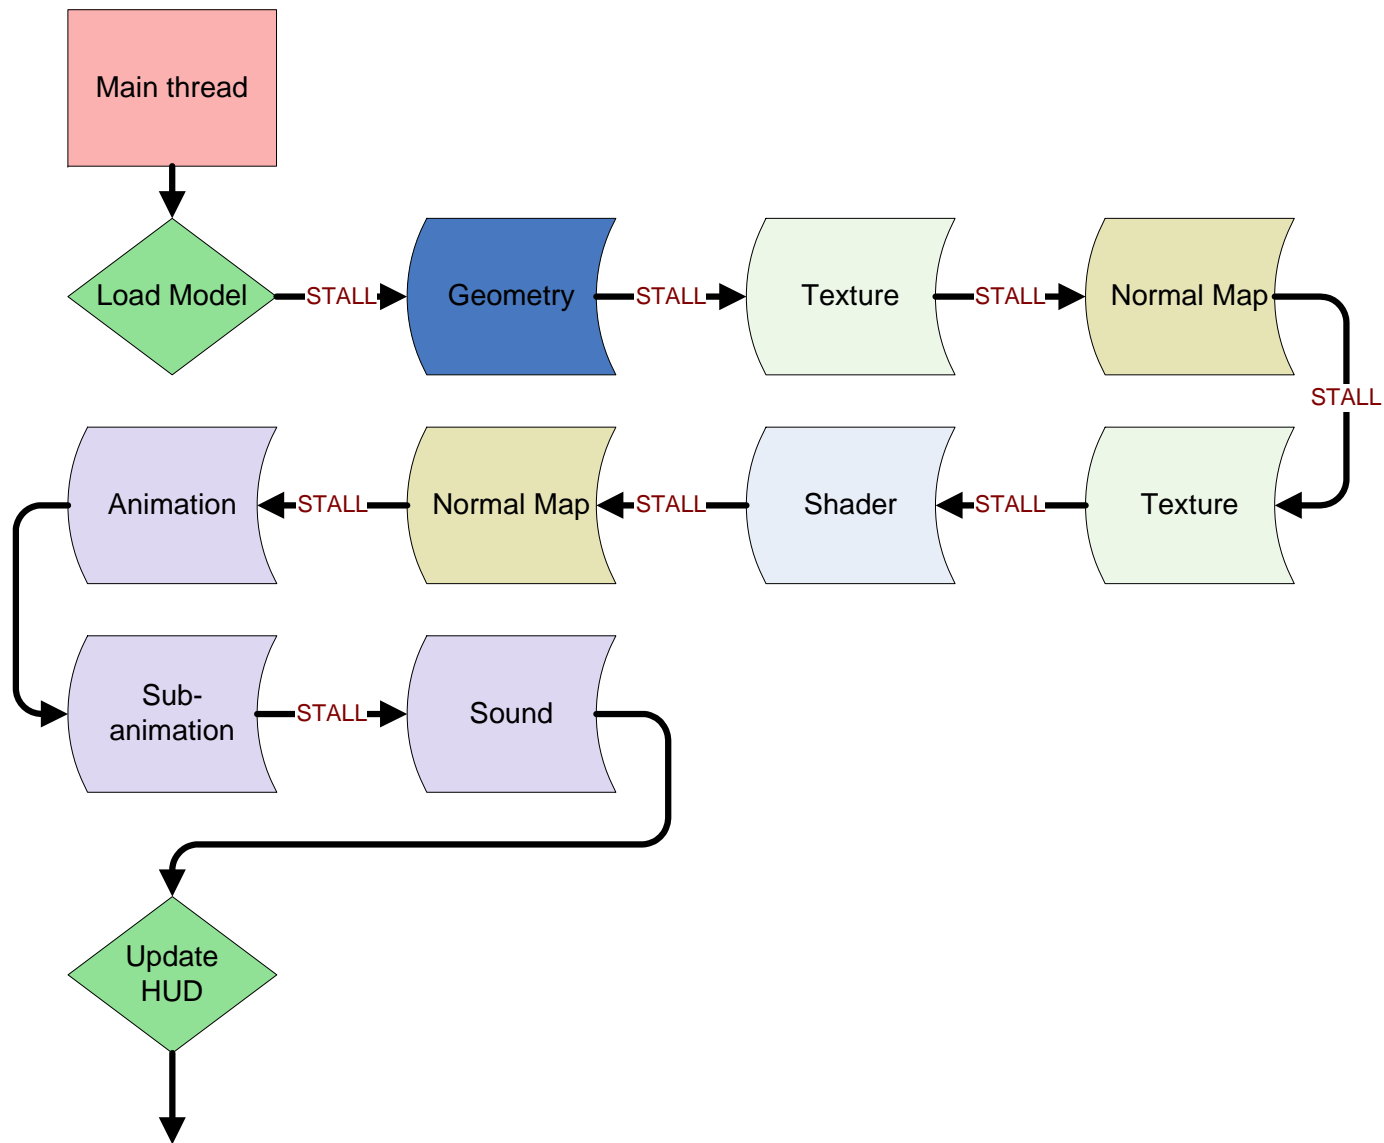 Main thread
Load Model
STALL
Geometry
STALL
Texture
STALL
Normal Map
STALL
Animation
STALL
Normal Map
STALL
Shader
STALL
Texture
Sub-
animation
STALL
Sound
Update
HUD